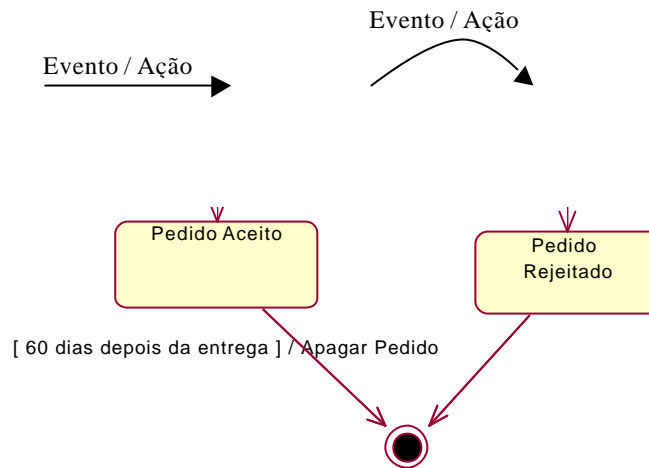 Evento / Ação
Evento / Ação
Pedido Aceito
Pedido
Rejeitado
[ 60 dias depois da entrega ] / Apagar Pedido